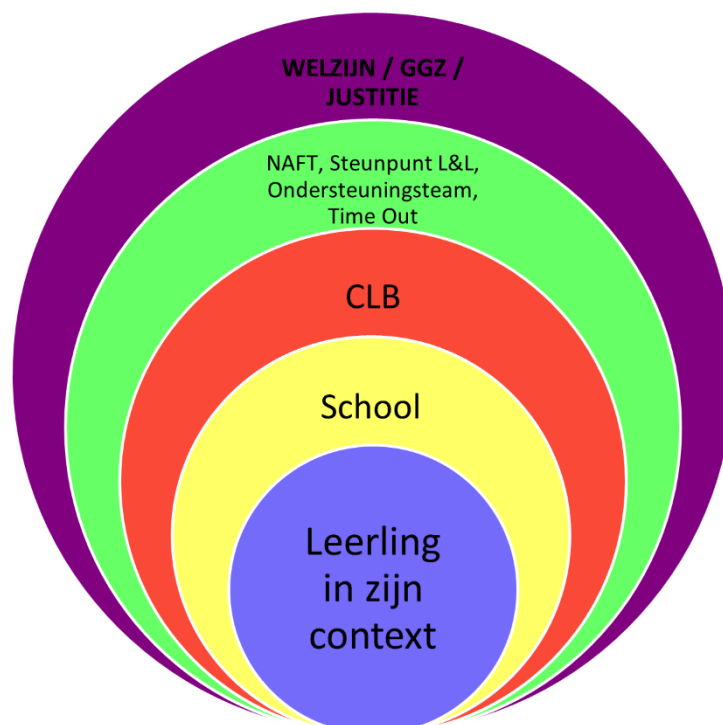 WELZIJN / GGZ /
JUSTITIE
NAFT, Steunpunt L&L,
Ondersteuningsteam,
Time Out
CLB
School
Leerling
in zijn
context